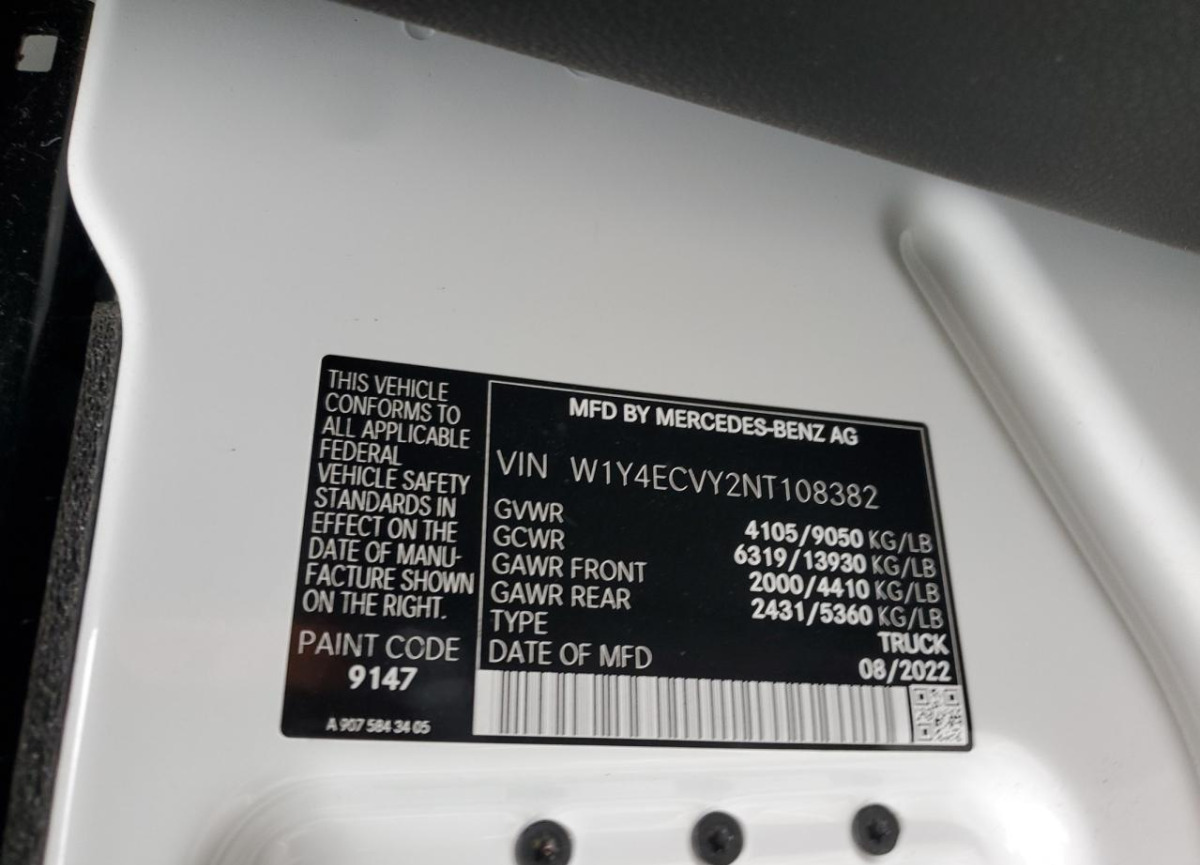 THIS VEHICLE
CONFORMS TO
ALL APPLICABLE
FEDERAL
VEHICLE SAFETY
STANDARDS IN
EFFECT ON THE
DATE OF MANU-
FACTURE SHOWN
ON THE RIGHT.
PAINT CODE
9147
A 907 584 34 05
MFD BY MERCEDES-BENZ AG
VIN W1Y4ECVY2NT108382
GVWR 4105/9050 KG/LB
GCWR 6319/13930 KG/LB
GAWR FRONT 2000/4410 KG/LB
GAWR REAR 2431/5360 KG/LB
TYPE TRUCK
DATE OF MFD 08/2022